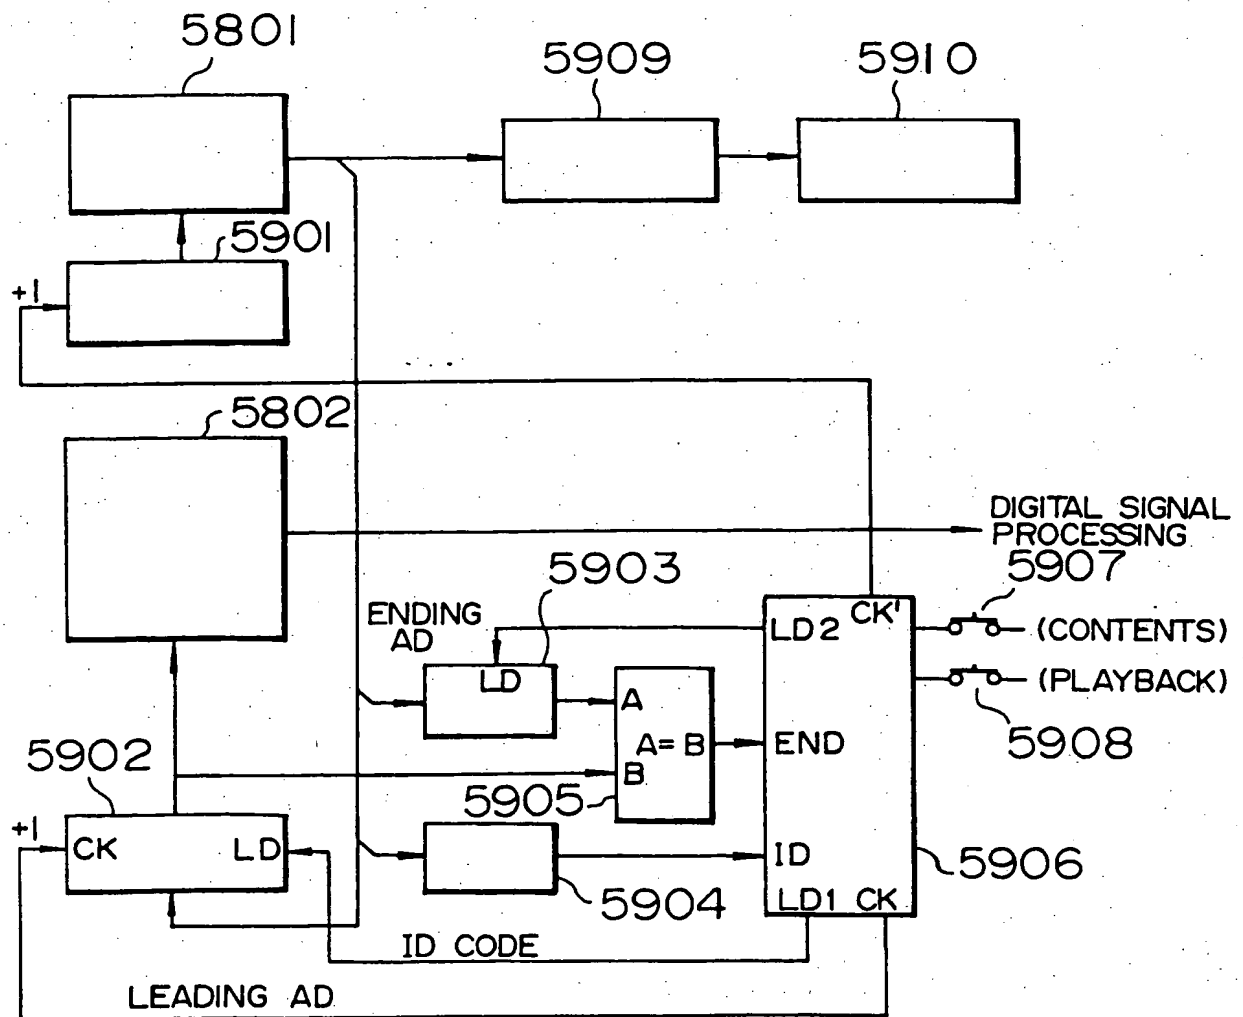 5801
5909
5910
5901
+1
5802
DIGITAL SIGNAL
PROCESSING
5903
5907
ENDING
AD
LD
LD2
CK'
(CONTENTS)
(PLAYBACK)
A
A=B
B
END
5908
5902
5905
+1
CK
LD
ID
5906
5904
LD1
CK
ID CODE
LEADING AD